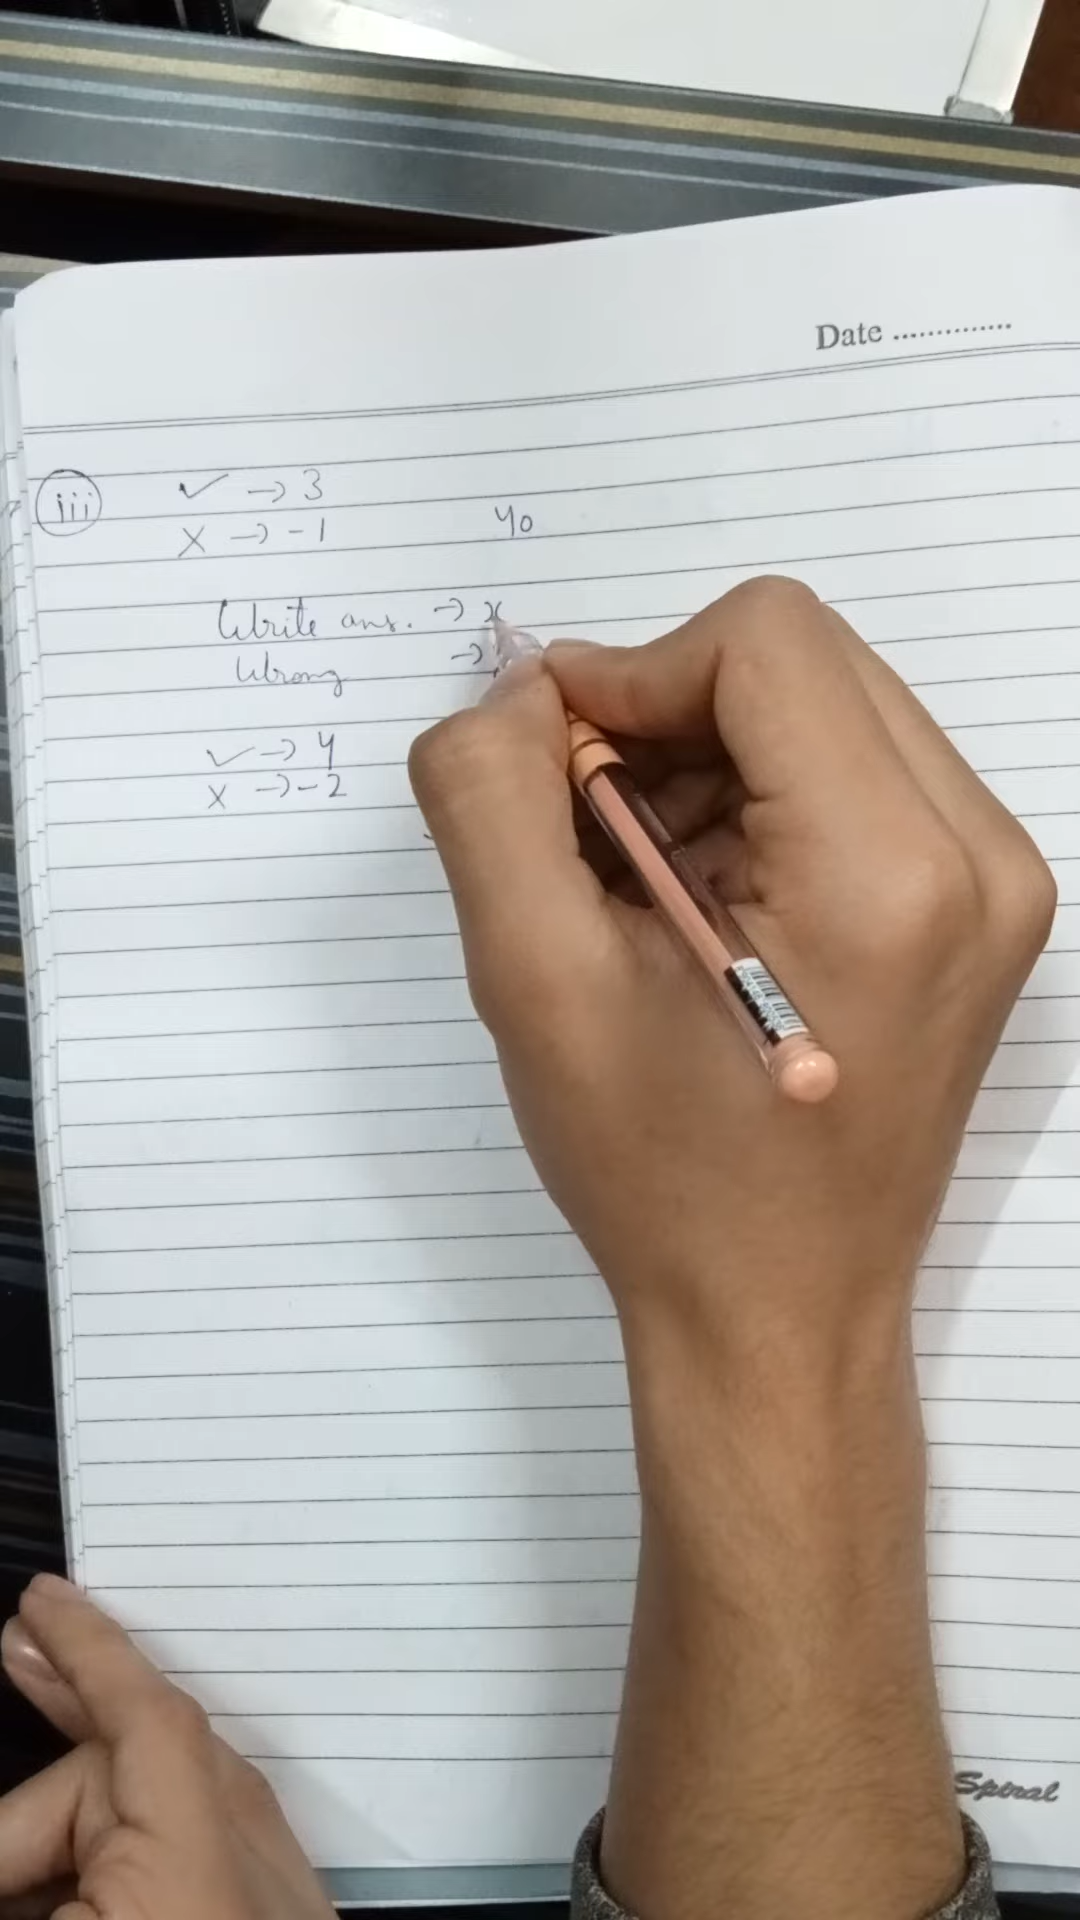 Date ..............
iii ✓ → 3
× → -1 40
Write ans. → x
Wrong →
✓ → 4
× → -2
Spiral